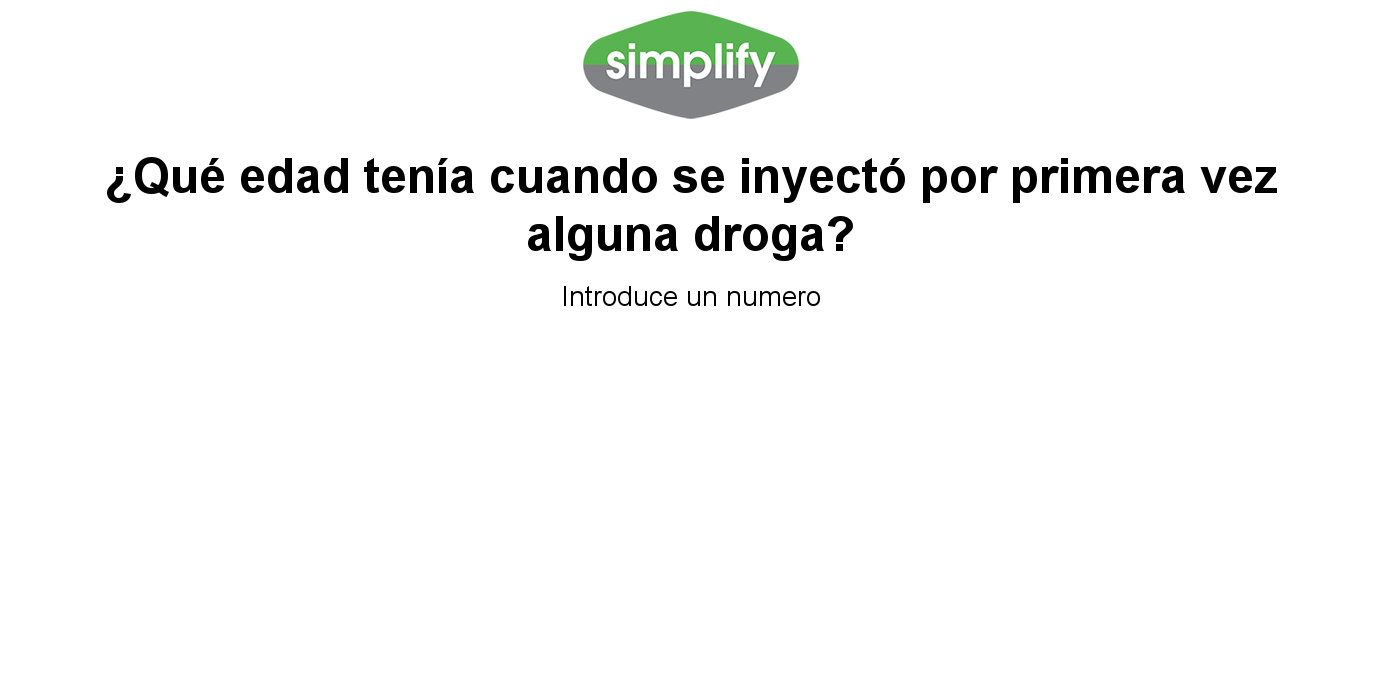 simplify
¿Qué edad tenía cuando se inyectó por primera vez
alguna droga?
Introduce un numero